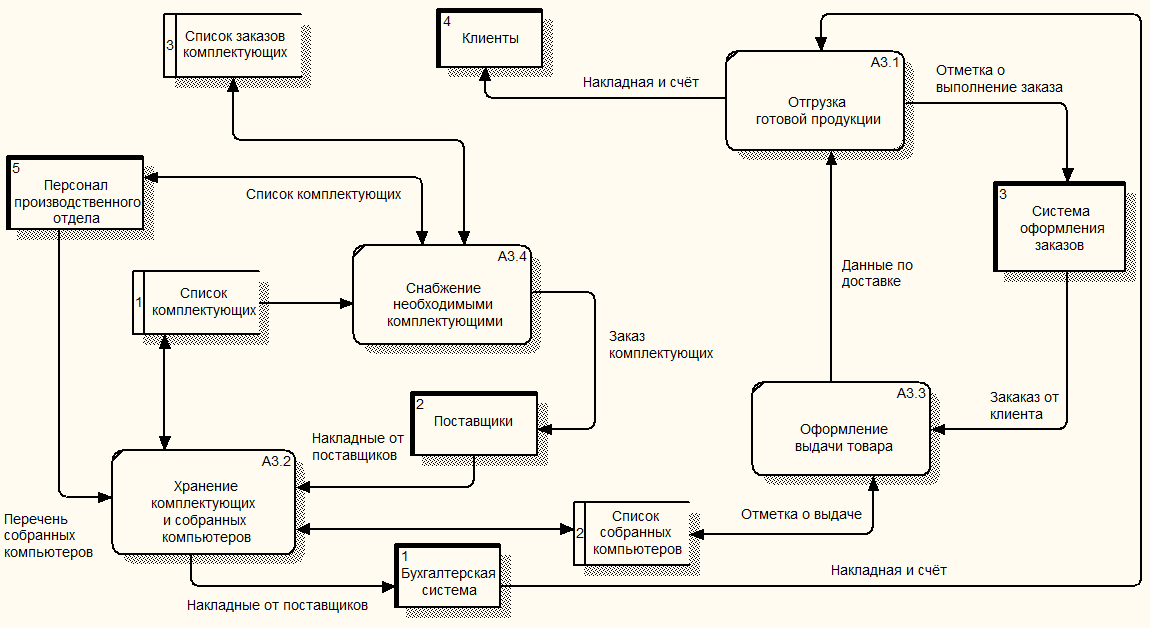 3
Список заказов
комплектующих
4
Клиенты
А3.1
Отгрузка
готовой продукции
Накладная и счёт
Отметка о
выполнение заказа
5
Персонал
производственного
отдела
Список комплектующих
3
Система
оформления
заказов
А3.4
Снабжение
необходимыми
комплектующими
1
Список
комплектующих
Данные по
доставке
Заказ
комплектующих
2
Поставщики
А3.3
Оформление
выдачи товара
Закаказ от
клиента
Накладные от
поставщиков
А3.2
Хранение
комплектующих
и собранных
компьютеров
Перечень
собранных
компьютеров
2
Список
собранных
компьютеров
Отметка о выдаче
1
Бухгалтерская
система
Накладная и счёт
Накладные от поставщиков